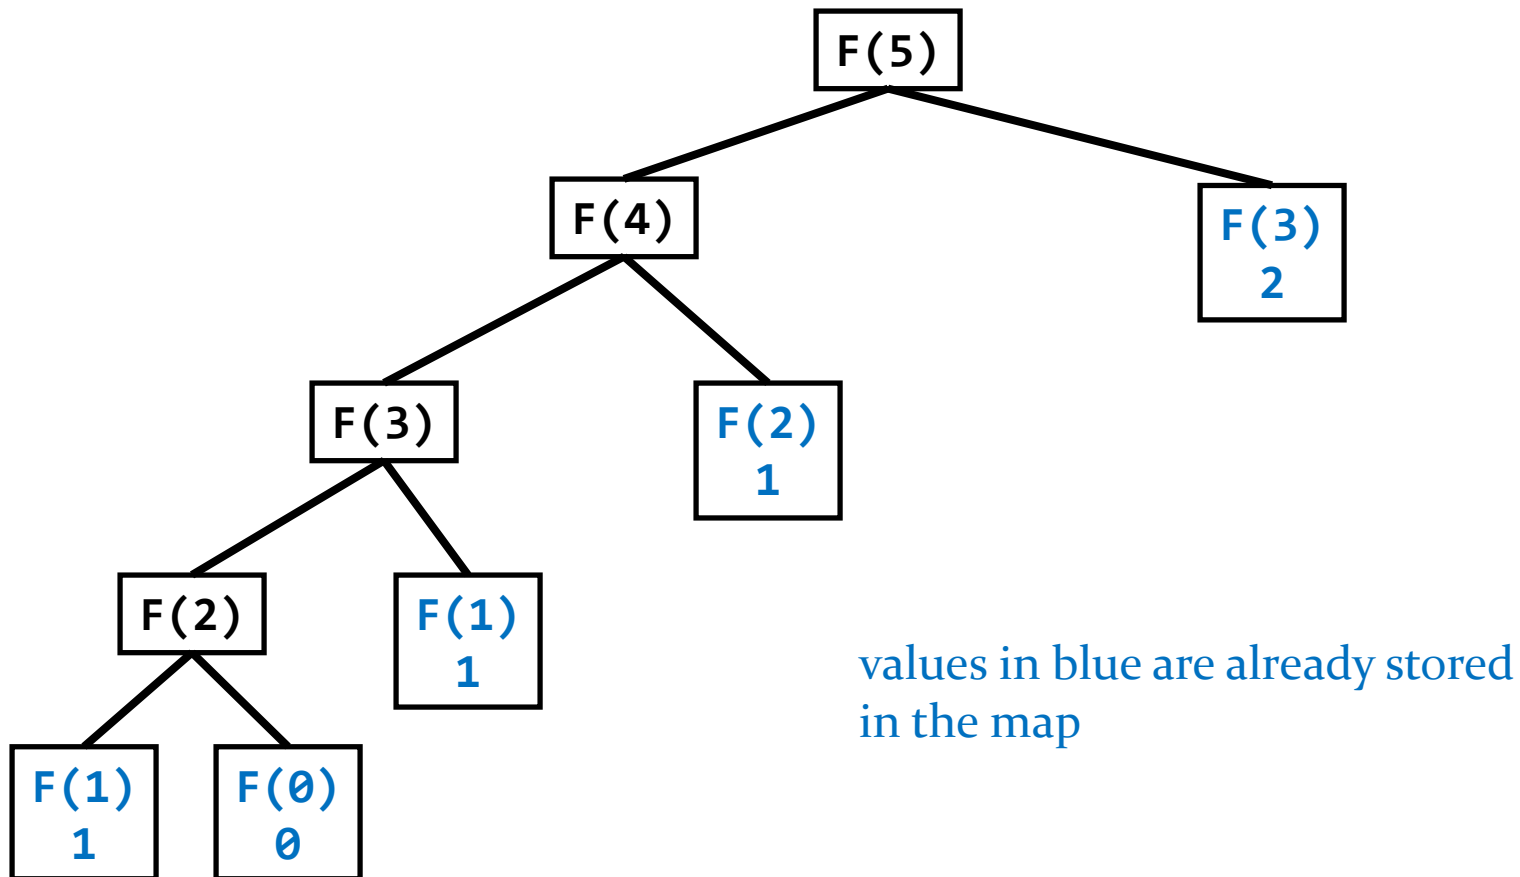 F(5)
F(4)
F(3)
2
F(3)
F(2)
1
F(2)
F(1)
1
values in blue are already stored
in the map
F(1)
1
F(0)
0